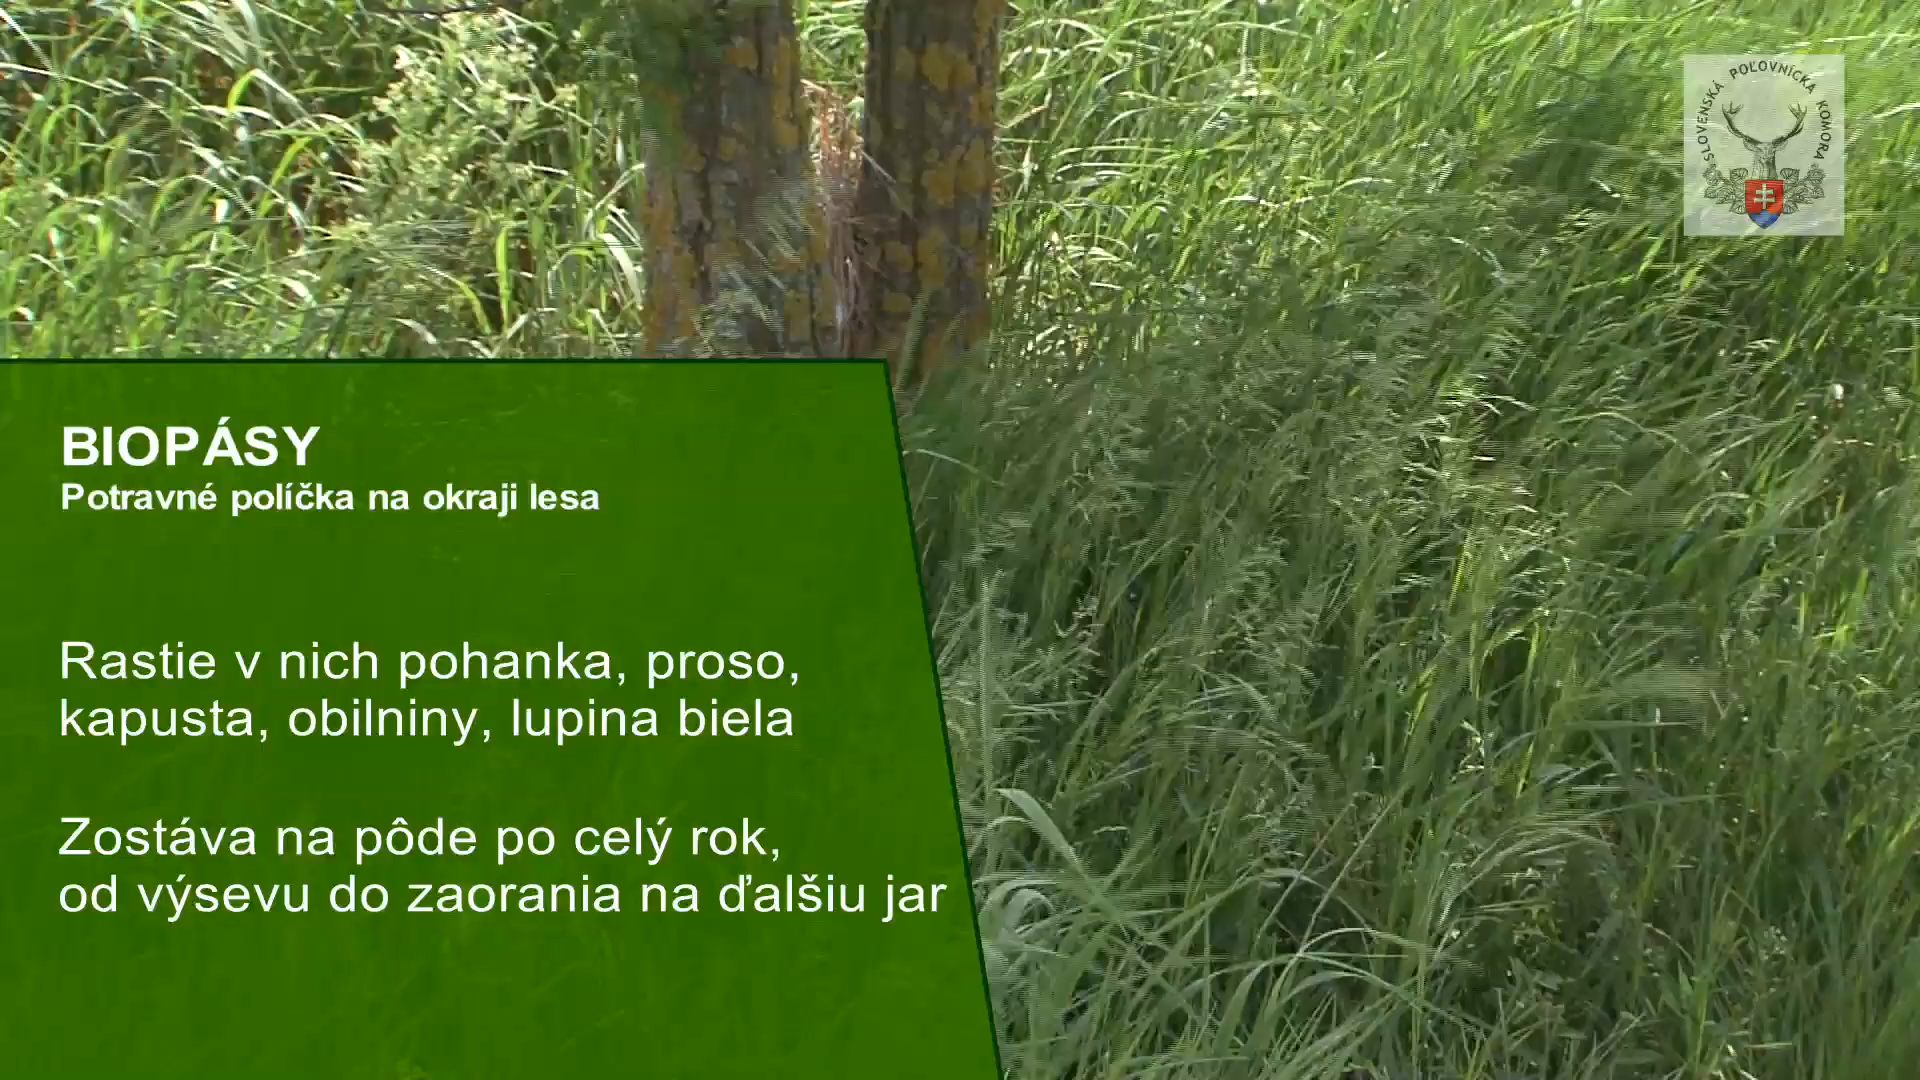 SLOVENSKÁ POĽOVNÍCKA KOMORA
BIOPÁSY
Potravné políčka na okraji lesa
Rastie v nich pohanka, proso,
kapusta, obilniny, lupina biela
Zostáva na pôde po celý rok,
od výsevu do zaorania na ďalšiu jar